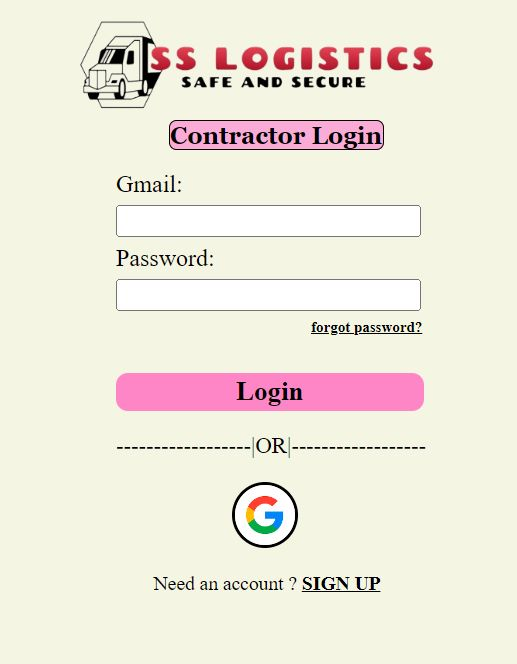 SS LOGISTICS
SAFE AND SECURE
Contractor Login
Gmail:
Password:
forgot password?
Login
------------------|OR|------------------
Need an account ? SIGN UP